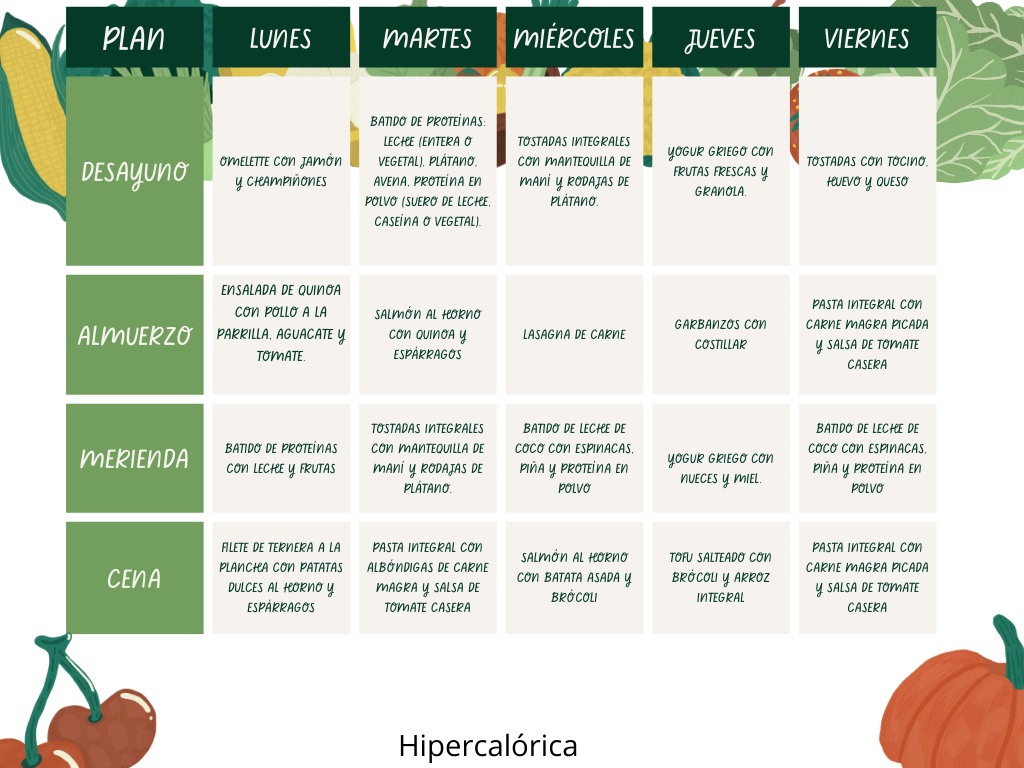 PLAN
LUNES
MARTES
MIÉRCOLES
JUEVES
VIERNES
DESAYUNO
OMELETTE CON JAMÓN
Y CHAMPIÑONES
BATIDO DE PROTEÍNAS:
LECHE (ENTERA O
VEGETAL), PLÁTANO,
AVENA, PROTEÍNA EN
POLVO (SUERO DE LECHE,
CASEÍNA O VEGETAL).
TOSTADAS INTEGRALES
CON MANTEQUILLA DE
MANÍ Y RODAJAS DE
PLÁTANO.
YOGUR GRIEGO CON
FRUTAS FRESCAS Y
GRANOLA.
TOSTADAS CON TOCINO,
HUEVO Y QUESO
ALMUERZO
ENSALADA DE QUINOA
CON POLLO A LA
PARRILLA, AGUACATE Y
TOMATE.
SALMÓN AL HORNO
CON QUINOA Y
ESPÁRRAGOS
LASAGNA DE CARNE
GARBANZOS CON
COSTILLAR
PASTA INTEGRAL CON
CARNE MAGRA PICADA
Y SALSA DE TOMATE
CASERA
MERIENDA
BATIDO DE PROTEÍNAS
CON LECHE Y FRUTAS
TOSTADAS INTEGRALES
CON MANTEQUILLA DE
MANÍ Y RODAJAS DE
PLÁTANO.
BATIDO DE LECHE DE
COCO CON ESPINACAS,
PIÑA Y PROTEÍNA EN
POLVO
YOGUR GRIEGO CON
NUECES Y MIEL.
BATIDO DE LECHE DE
COCO CON ESPINACAS,
PIÑA Y PROTEÍNA EN
POLVO
CENA
FILETE DE TERNERA A LA
PLANCHA CON PATATAS
DULCES AL HORNO Y
ESPÁRRAGOS
PASTA INTEGRAL CON
ALBÓNDIGAS DE CARNE
MAGRA Y SALSA DE
TOMATE CASERA
SALMÓN AL HORNO
CON BATATA ASADA Y
BRÓCOLI
TOFU SALTEADO CON
BRÓCOLI Y ARROZ
INTEGRAL
PASTA INTEGRAL CON
CARNE MAGRA PICADA
Y SALSA DE TOMATE
CASERA
Hipercalórica